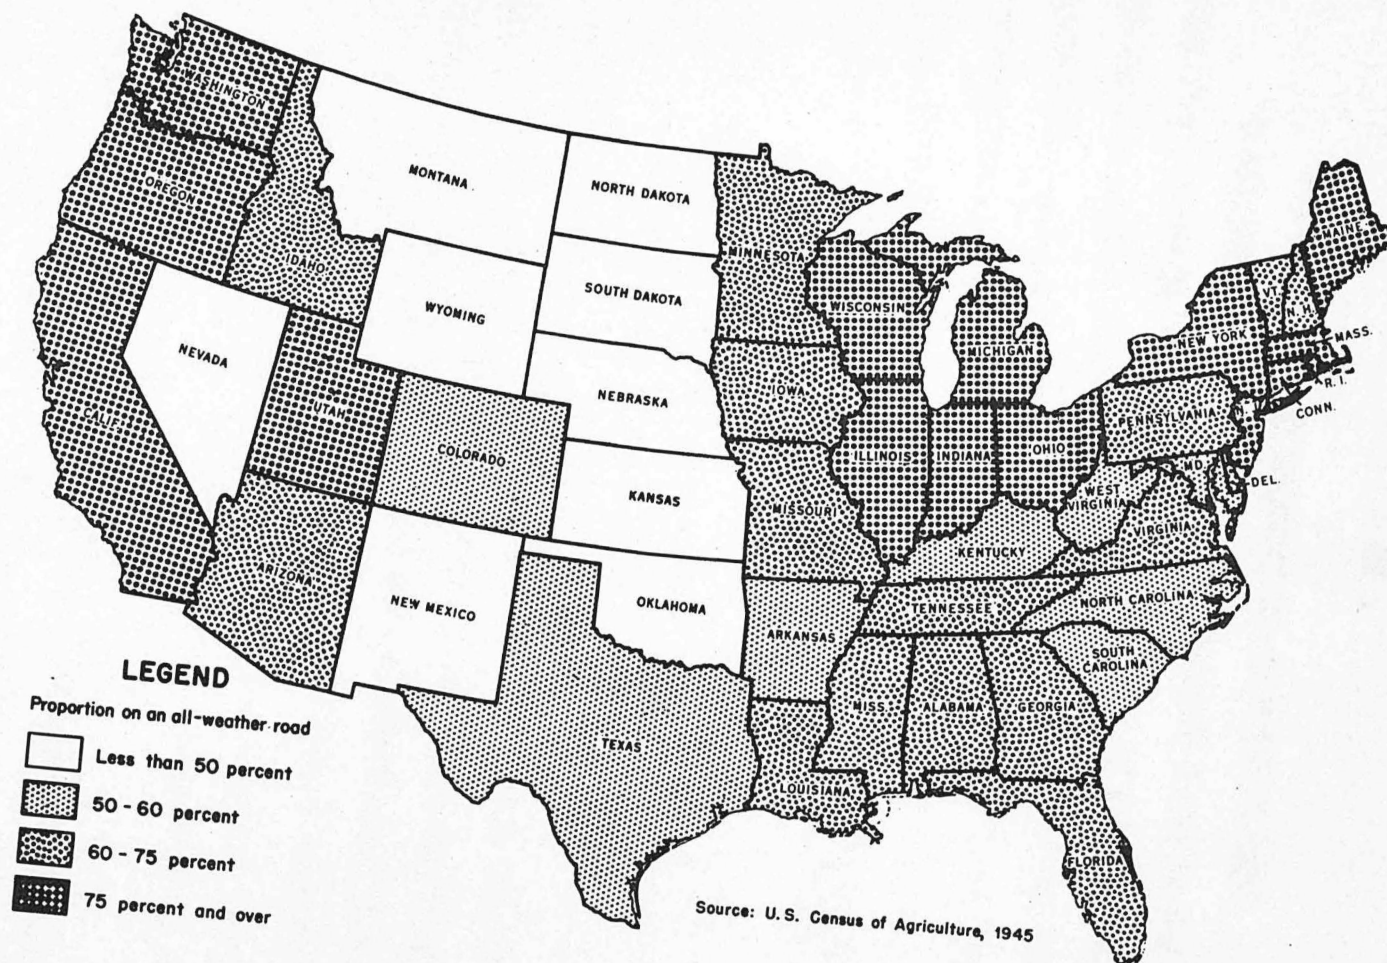 WASHINGTON
OREGON
CALIF.
NEVADA
IDAHO
MONTANA
WYOMING
UTAH
COLORADO
ARIZONA
NEW MEXICO
NORTH DAKOTA
SOUTH DAKOTA
NEBRASKA
KANSAS
OKLAHOMA
TEXAS
MINNESOTA
IOWA
MISSOURI
ARKANSAS
LOUISIANA
WISCONSIN
MICHIGAN
ILLINOIS
INDIANA
OHIO
KENTUCKY
TENNESSEE
MISS.
ALABAMA
GEORGIA
FLORIDA
SOUTH
CAROLINA
NORTH CAROLINA
VIRGINIA
WEST
VIRGINIA
MD.
DEL.
PENNSYLVANIA
N. J.
NEW YORK
CONN.
R. I.
MASS.
VT.
N. H.
MAINE
LEGEND
Proportion on an all-weather road
Less than 50 percent
50 - 60 percent
60 - 75 percent
75 percent and over
Source: U. S. Census of Agriculture, 1945